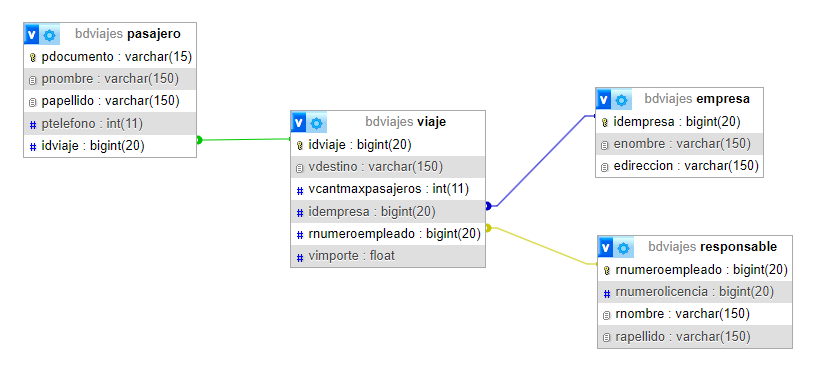 v bdviajes pasajero
pdocumento : varchar(15)
pnombre : varchar(150)
papellido : varchar(150)
# ptelefono : int(11)
# idviaje : bigint(20)
v bdviajes viaje
idviaje : bigint(20)
vdestino : varchar(150)
# vcantmaxpasajeros : int(11)
# idempresa : bigint(20)
# rnumeroempleado : bigint(20)
# vimporte : float
v bdviajes empresa
idempresa : bigint(20)
enombre : varchar(150)
edireccion : varchar(150)
v bdviajes responsable
rnumeroempleado : bigint(20)
# rnumerolicencia : bigint(20)
rnombre : varchar(150)
rapellido : varchar(150)